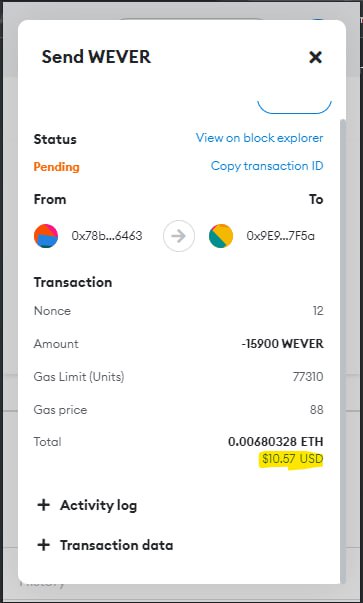 Send WEVER
Status
View on block explorer
Pending
Copy transaction ID
From
To
0x78b...6463
0x9E9...7F5a
Transaction
Nonce
12
Amount
-15900 WEVER
Gas Limit (Units)
77310
Gas price
88
Total
0.00680328 ETH
$10.57 USD
Activity log
Transaction data
History